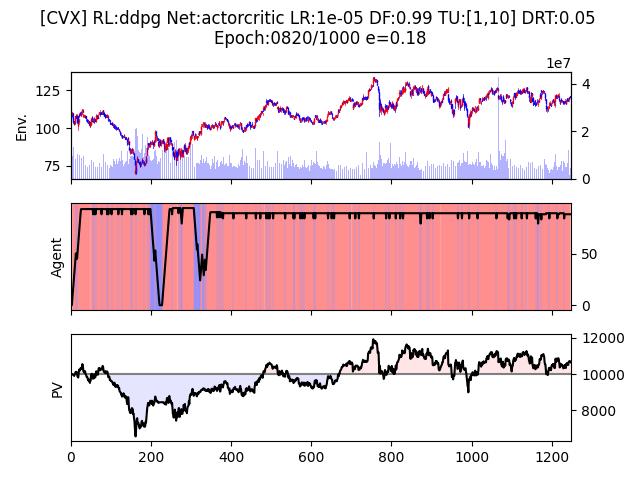 [CVX] RL:ddpg Net:actorcritic LR:1e-05 DF:0.99 TU:[1,10] DRT:0.05
Epoch:0820/1000 e=0.18
1e7
125
100
75
Env.
4
2
0
Agent
50
0
PV
12000
10000
8000
0 200 400 600 800 1000 1200